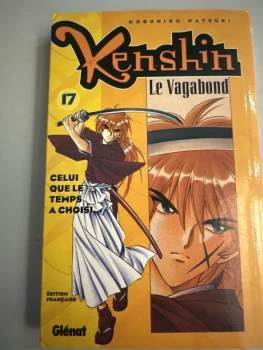 NOBUHIRO WATSUKI
Kenshin
Le Vagabond
17
CELUI
QUE LE
TEMPS
A CHOISI
ÉDITION
FRANÇAISE
Glénat